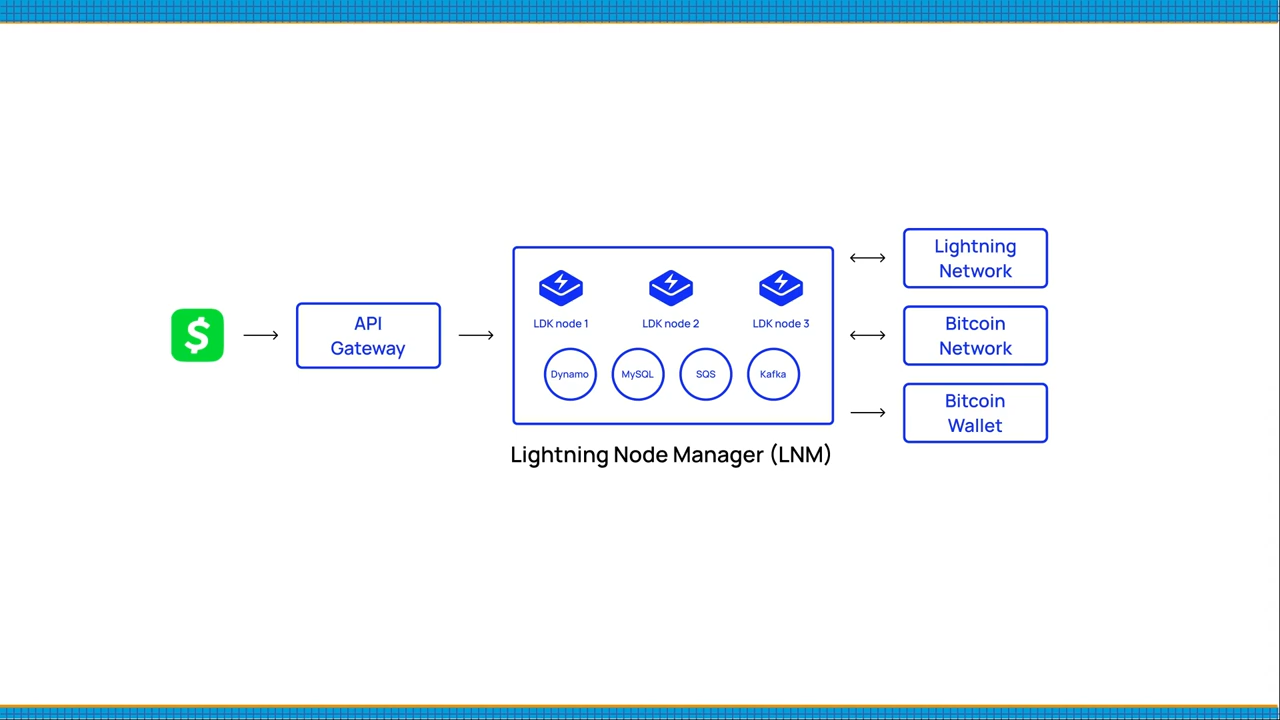 $
API
Gateway
LDK node 1
LDK node 2
LDK node 3
Dynamo
MySQL
SQS
Kafka
Lightning Node Manager (LNM)
Lightning
Network
Bitcoin
Network
Bitcoin
Wallet